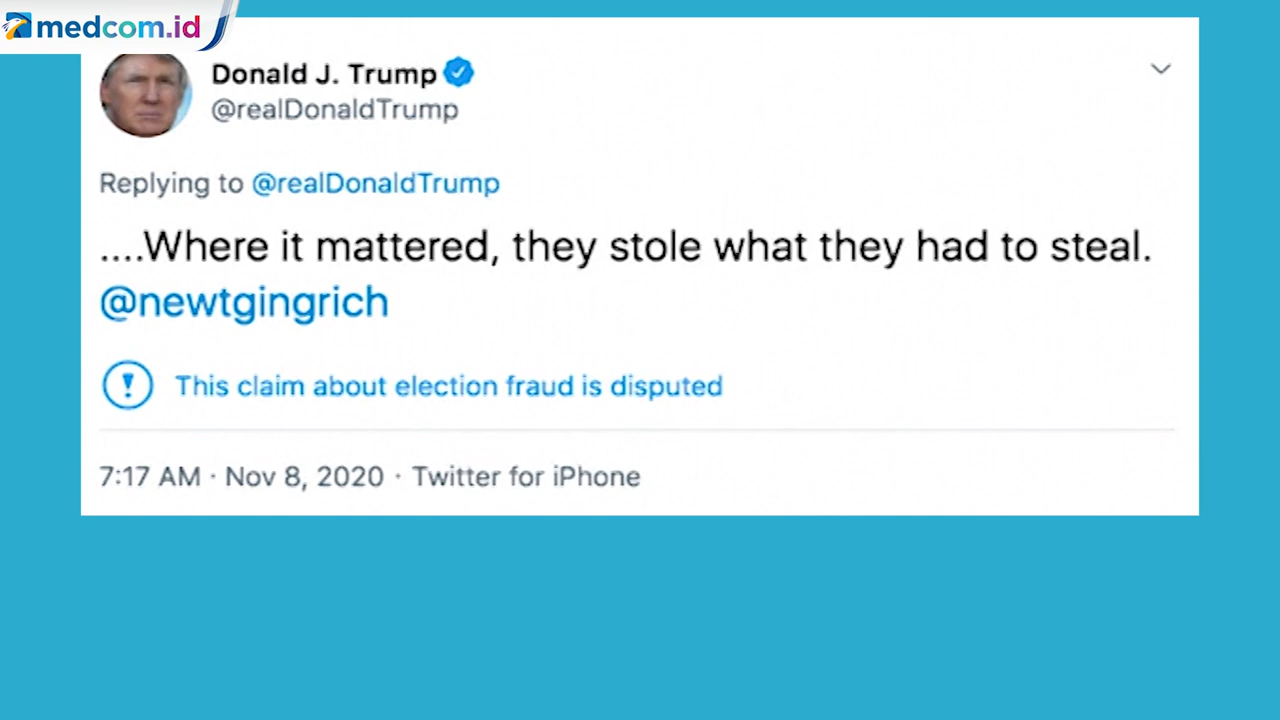 medcom.id
Donald J. Trump
@realDonaldTrump
Replying to @realDonaldTrump
....Where it mattered, they stole what they had to steal.
@newtgingrich
This claim about election fraud is disputed
7:17 AM · Nov 8, 2020 · Twitter for iPhone